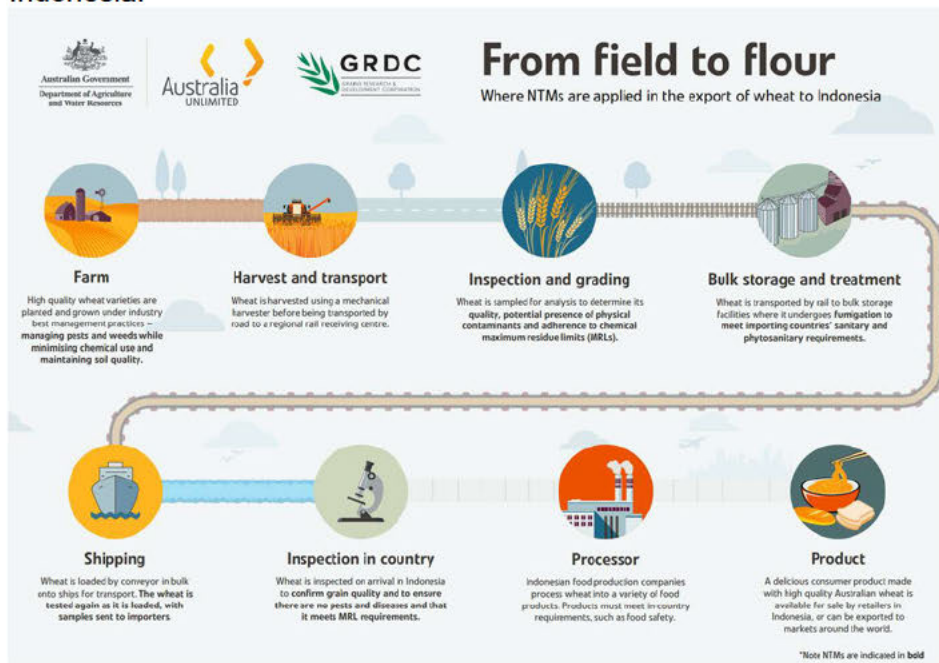 Indonesia.
Australian Government
Department of Agriculture
and Water Resources
Australia
UNLIMITED
GRDC
GRAINS RESEARCH &
DEVELOPMENT CORPORATION
From field to flour
Where NTMs are applied in the export of wheat to Indonesia
Farm
High quality wheat varieties are
planted and grown under industry
best management practices –
managing pests and weeds while
minimising chemical use and
maintaining soil quality.
Harvest and transport
Wheat is harvested using a mechanical
harvester before being transported by
road to a regional rail receiving centre.
Inspection and grading
Wheat is sampled for analysis to determine its
quality, potential presence of physical
contaminants and adherence to chemical
maximum residue limits (MRLs).
Bulk storage and treatment
Wheat is transported by rail to bulk storage
facilities where it undergoes fumigation to
meet importing countries' sanitary and
phytosanitary requirements.
Shipping
Wheat is loaded by conveyor in bulk
onto ships for transport. The wheat is
tested again as it is loaded, with
samples sent to importers.
Inspection in country
Wheat is inspected on arrival in Indonesia
to confirm grain quality and to ensure
there are no pests and diseases and that
it meets MRL requirements.
Processor
Indonesian food production companies
process wheat into a variety of food
products. Products must meet in-country
requirements, such as food safety.
Product
A delicious consumer product made
with high quality Australian wheat is
available for sale by retailers in
Indonesia, or can be exported to
markets around the world.
*Note NTMs are indicated in bold